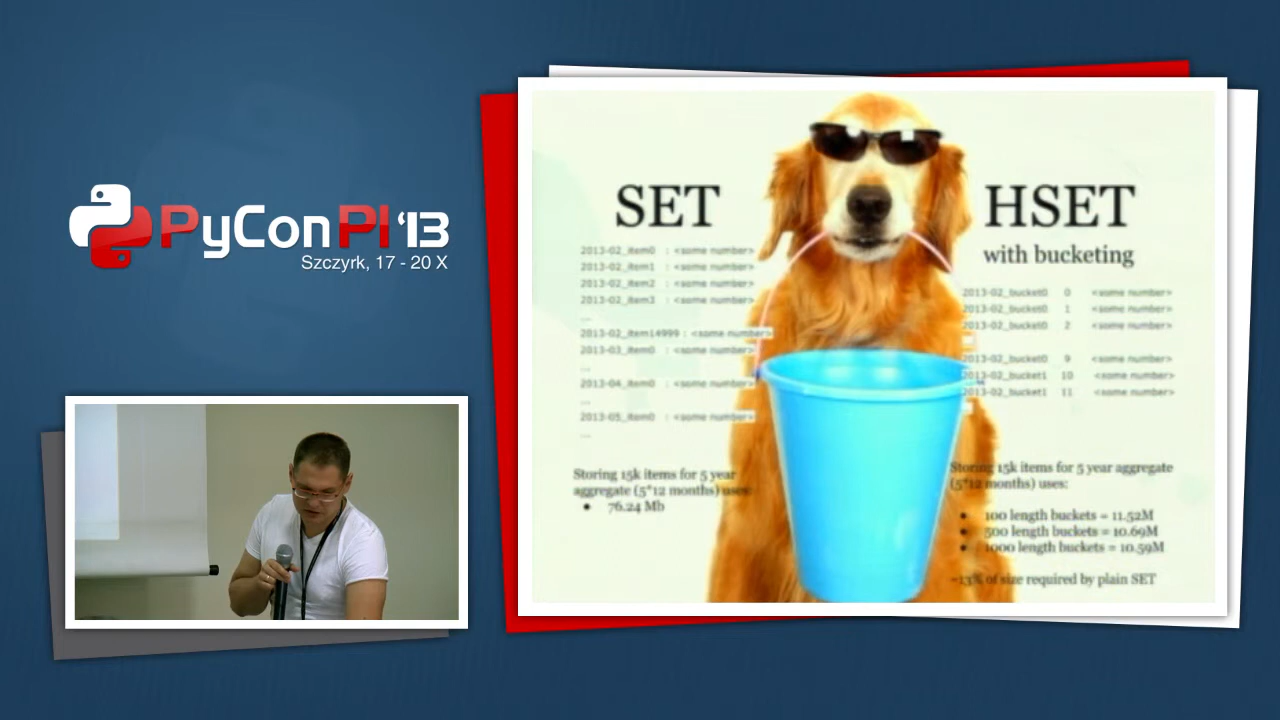 PyConPl '13
Szczyrk, 17 - 20 X
SET
2013-02_item0 : <some number>
2013-02_item1 : <some number>
2013-02_item2 : <some number>
2013-02_item3 : <some number>
...
2013-02_item14999 : <some number>
2013-03_item0 : <some number>
...
2013-04_item0 : <some number>
...
2013-05_item0 : <some number>
...
Storing 15k items for 5 year
aggregate (5*12 months) uses:
● 76.24 Mb
HSET
with bucketing
2013-02_bucket0 0 <some number>
2013-02_bucket0 1 <some number>
2013-02_bucket0 2 <some number>
2013-02_bucket0 9 <some number>
2013-02_bucket1 10 <some number>
2013-02_bucket1 11 <some number>
Storing 15k items for 5 year aggregate
(5*12 months) uses:
● 100 length buckets = 11.52M
● 500 length buckets = 10.69M
● 1000 length buckets = 10.59M
~13% of size required by plain SET